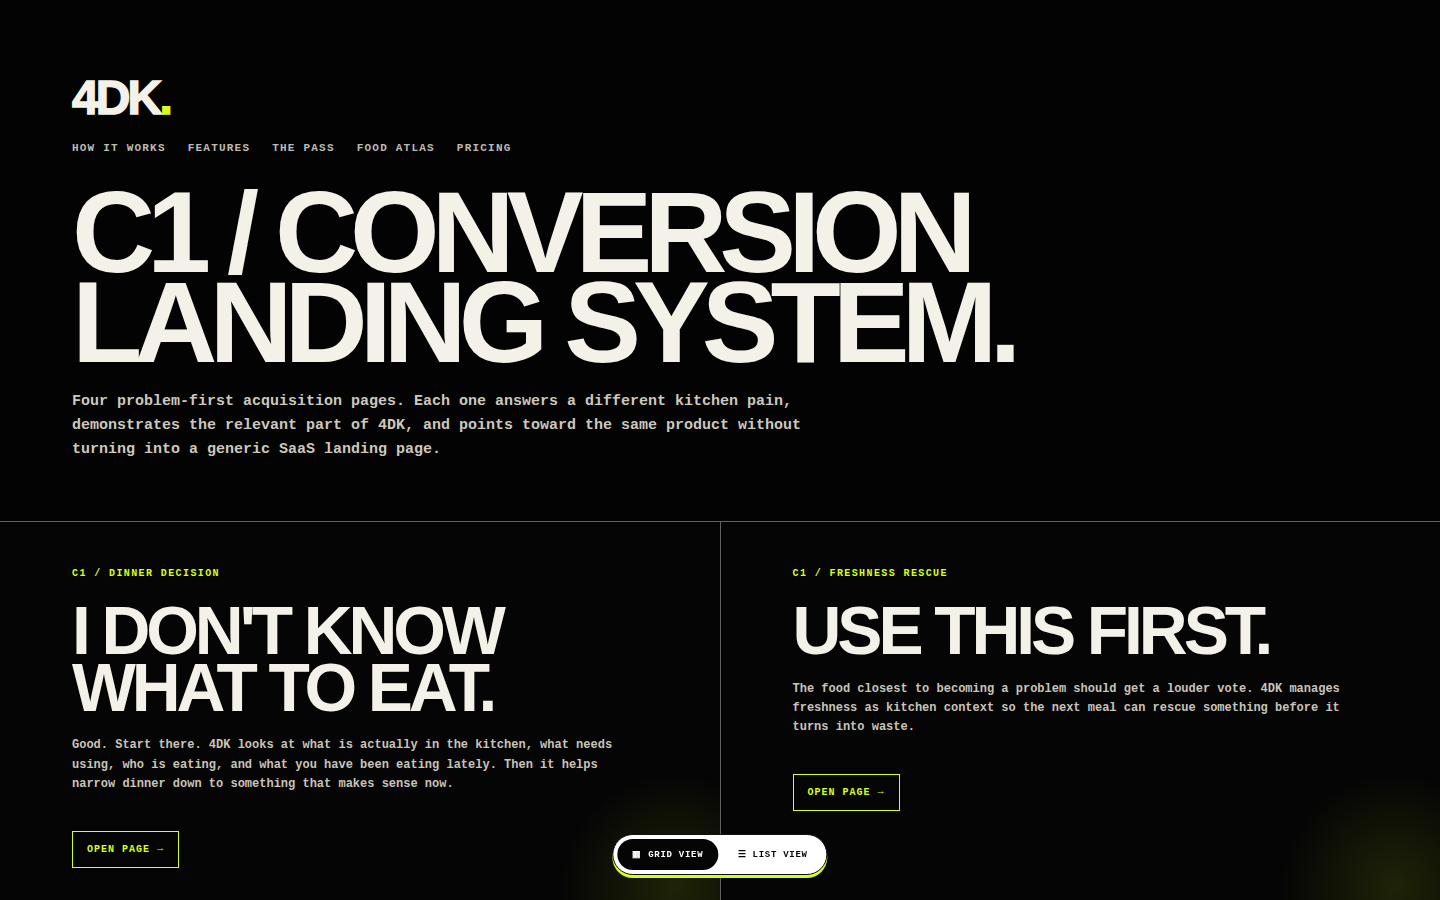 4DK.
HOW IT WORKS FEATURES THE PASS FOOD ATLAS PRICING
C1 / CONVERSION
LANDING SYSTEM.
Four problem-first acquisition pages. Each one answers a different kitchen pain,
demonstrates the relevant part of 4DK, and points toward the same product without
turning into a generic SaaS landing page.
C1 / DINNER DECISION
I DON'T KNOW
WHAT TO EAT.
Good. Start there. 4DK looks at what is actually in the kitchen, what needs
using, who is eating, and what you have been eating lately. Then it helps
narrow dinner down to something that makes sense now.
OPEN PAGE →
C1 / FRESHNESS RESCUE
USE THIS FIRST.
The food closest to becoming a problem should get a louder vote. 4DK manages
freshness as kitchen context so the next meal can rescue something before it
turns into waste.
OPEN PAGE →
▦ GRID VIEW ☰ LIST VIEW